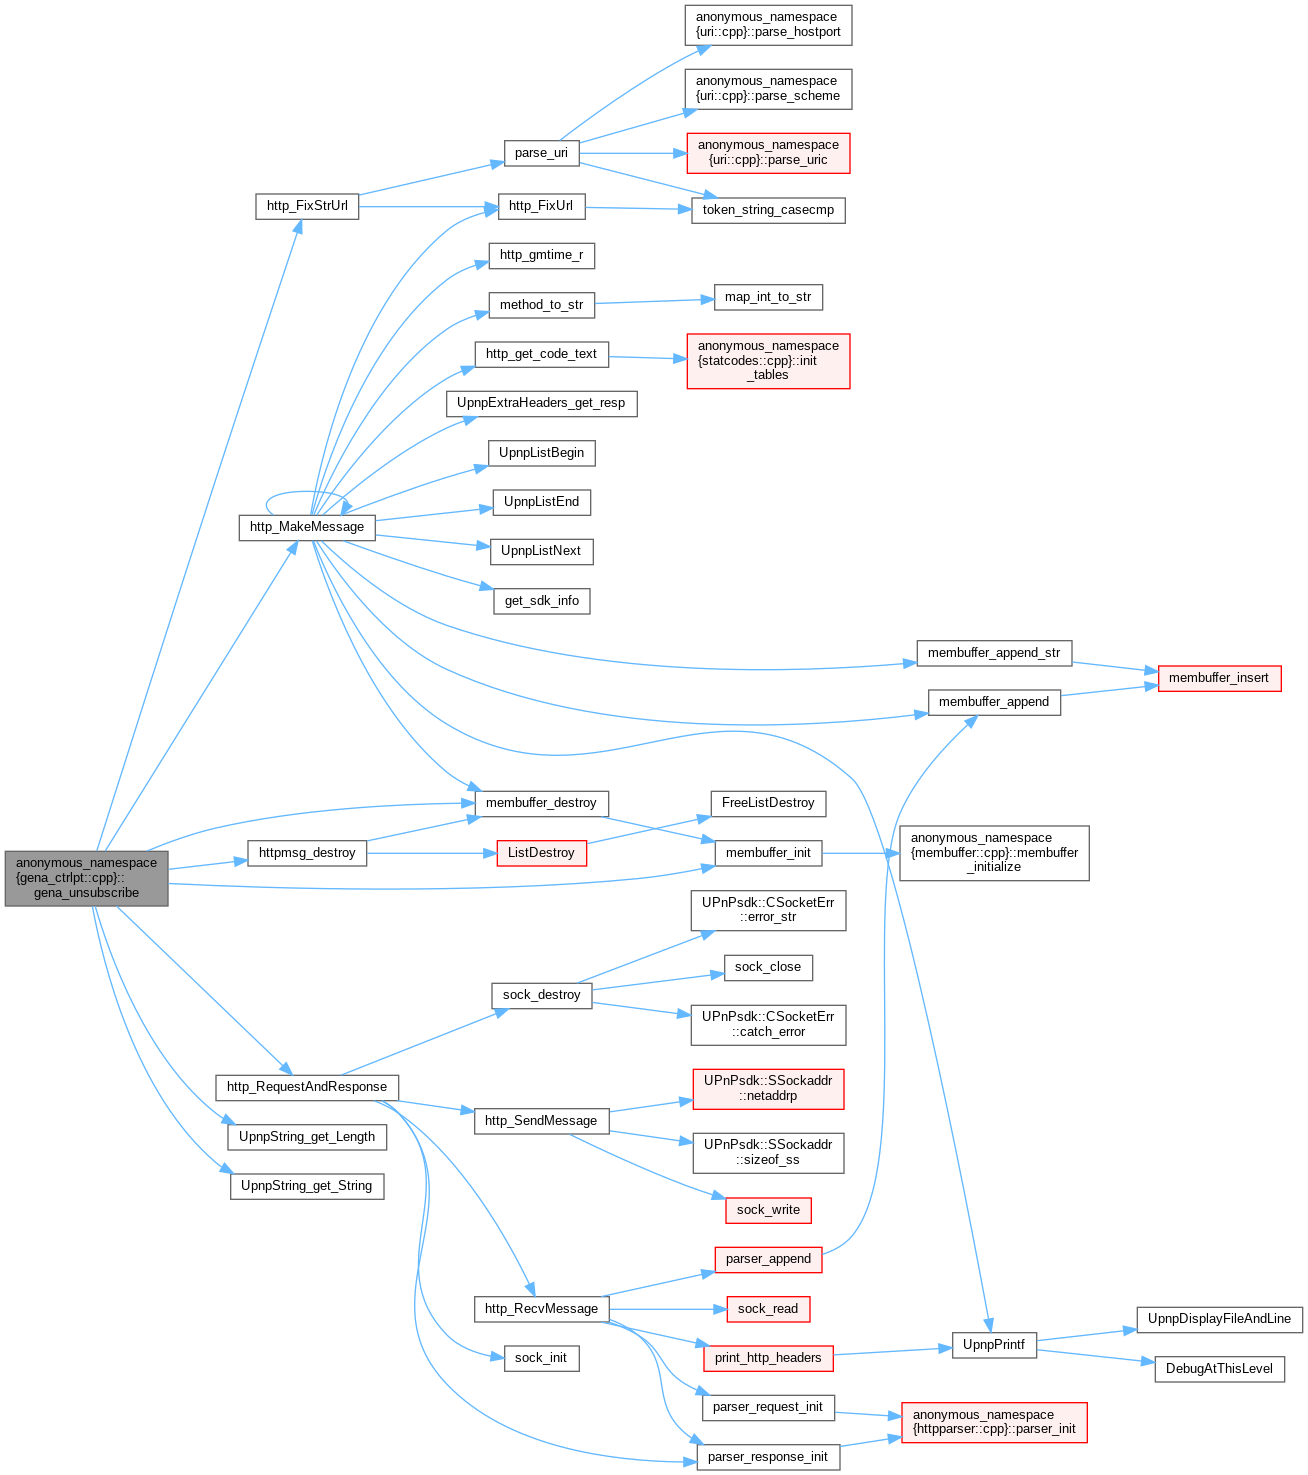 anonymous_namespace
{uri::cpp}::parse_hostport
anonymous_namespace
{uri::cpp}::parse_scheme
parse_uri
anonymous_namespace
{uri::cpp}::parse_uric
http_FixStrUrl
http_FixUrl
token_string_casecmp
http_gmtime_r
method_to_str
map_int_to_str
http_get_code_text
anonymous_namespace
{statcodes::cpp}::init
_tables
UpnpExtraHeaders_get_resp
UpnpListBegin
UpnpListEnd
http_MakeMessage
UpnpListNext
get_sdk_info
membuffer_append_str
membuffer_insert
membuffer_append
membuffer_destroy
FreeListDestroy
httpmsg_destroy
ListDestroy
membuffer_init
anonymous_namespace
{membuffer::cpp}::membuffer
_initialize
anonymous_namespace
{gena_ctrlpt::cpp}::
gena_unsubscribe
UPnPsdk::CSocketErr
::error_str
sock_close
sock_destroy
UPnPsdk::CSocketErr
::catch_error
http_RequestAndResponse
UPnPsdk::SSockaddr
::netaddrp
http_SendMessage
UpnpString_get_Length
UPnPsdk::SSockaddr
::sizeof_ss
UpnpString_get_String
sock_write
parser_append
http_RecvMessage
sock_read
UpnpDisplayFileAndLine
sock_init
print_http_headers
UpnpPrintf
DebugAtThisLevel
parser_request_init
anonymous_namespace
{httpparser::cpp}::parser_init
parser_response_init